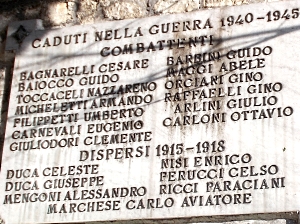 CADUTI NELLA GUERRA 1940-1945
COMBATTENTI
BAGNARELLI CESARE
BAIOCCO GUIDO
TOCCACELI NAZZARENO
MICHELETTI ARMANDO
FILIPPETTI UMBERTO
CARNEVALI EUGENIO
GIULIODORI CLEMENTE
BARBINI GUIDO
MAGGI ABELE
ORCIANI GINO
RAFFAELLI GINO
TARLINI GIULIO
CARLONI OTTAVIO
DISPERSI 1915-1918
DUCA CELESTE
DUCA GIUSEPPE
MENGONI ALESSANDRO
NISI ENRICO
PERUCCI CELSO
RICCI PARACIANI
MARCHESE CARLO AVIATORE